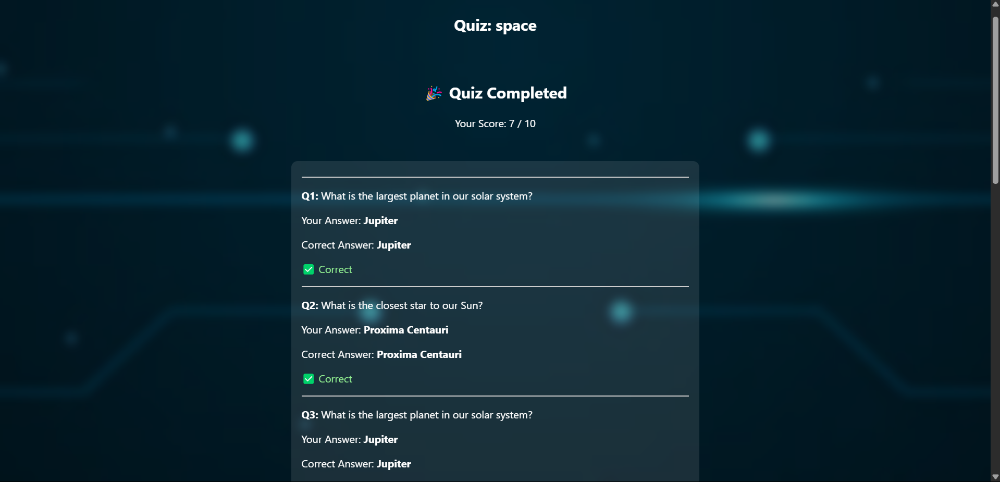 Quiz: space
🎉 Quiz Completed
Your Score: 7 / 10
Q1: What is the largest planet in our solar system?
Your Answer: Jupiter
Correct Answer: Jupiter
✅ Correct
Q2: What is the closest star to our Sun?
Your Answer: Proxima Centauri
Correct Answer: Proxima Centauri
✅ Correct
Q3: What is the largest planet in our solar system?
Your Answer: Jupiter
Correct Answer: Jupiter